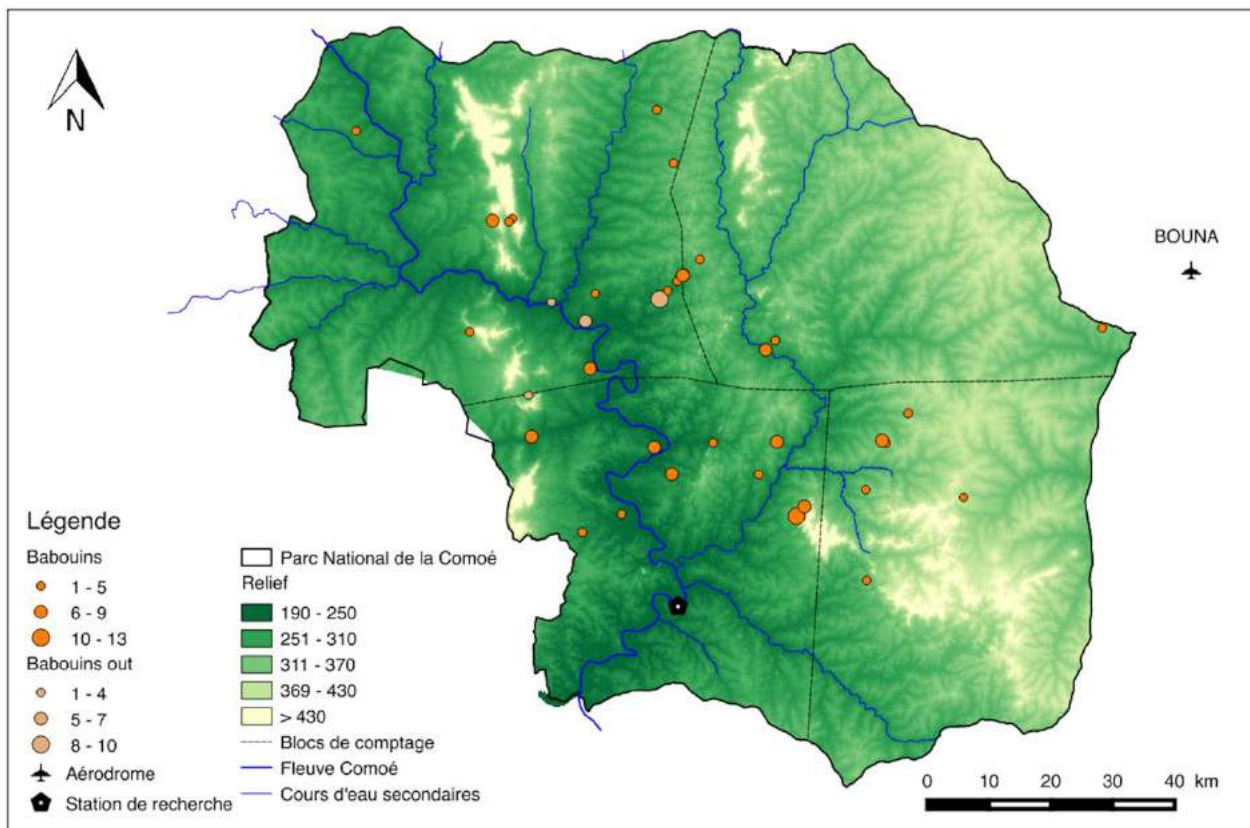 N
BOUNA
Légende
Babouins
1 - 5
6 - 9
10 - 13
Babouins out
1 - 4
5 - 7
8 - 10
Aérodrome
Station de recherche
Parc National de la Comoé
Relief
190 - 250
251 - 310
311 - 370
369 - 430
> 430
Blocs de comptage
Fleuve Comoé
Cours d'eau secondaires
0 10 20 30 40 km